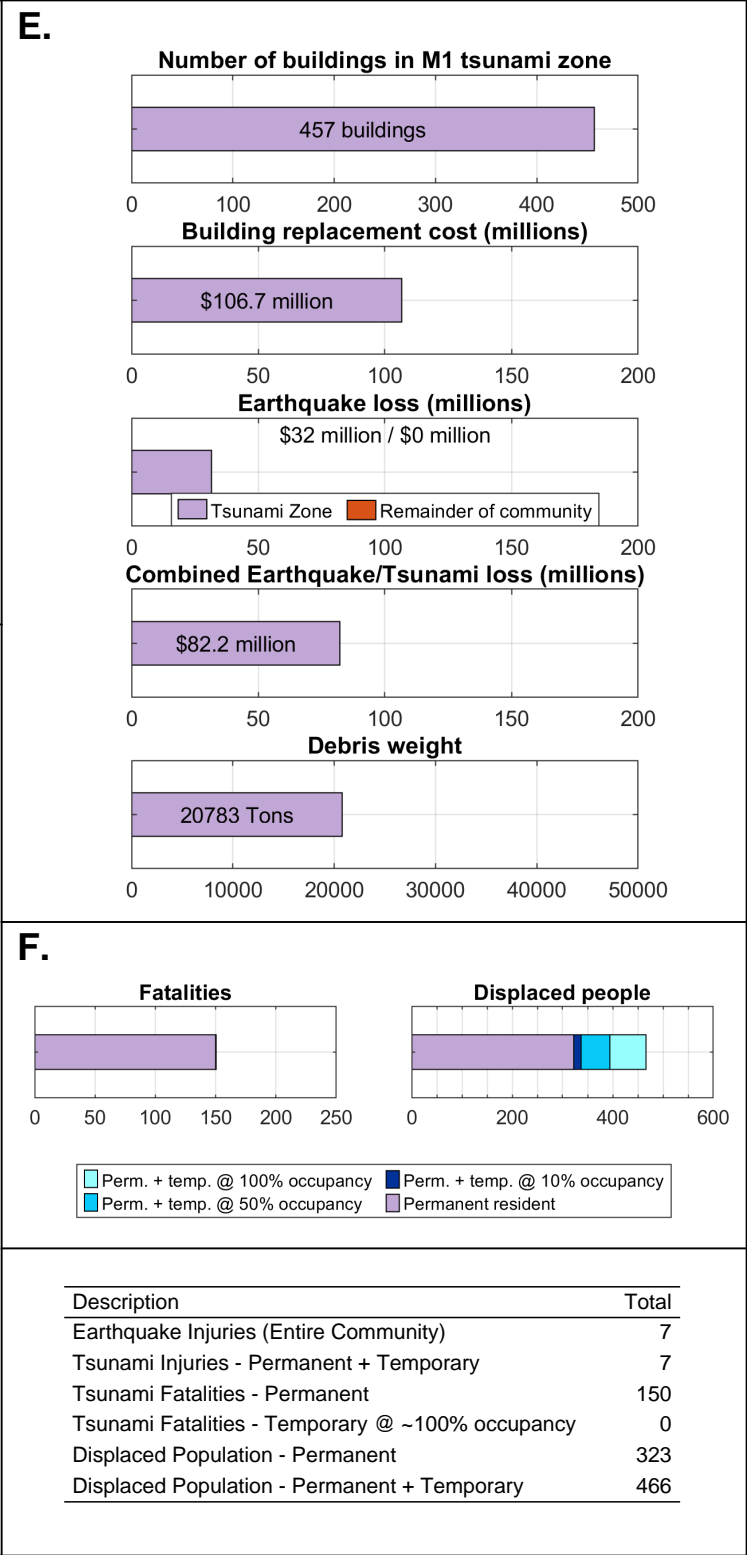 E.
Number of buildings in M1 tsunami zone
457 buildings
0 100 200 300 400 500
Building replacement cost (millions)
$106.7 million
0 50 100 150 200
Earthquake loss (millions)
$32 million / $0 million
Tsunami Zone Remainder of community
0 50 100 150 200
Combined Earthquake/Tsunami loss (millions)
$82.2 million
0 50 100 150 200
Debris weight
20783 Tons
0 10000 20000 30000 40000 50000
F.
Fatalities
0 50 100 150 200 250
Displaced people
0 200 400 600
Perm. + temp. @ 100% occupancy Perm. + temp. @ 10% occupancy
Perm. + temp. @ 50% occupancy Permanent resident
Description Total
Earthquake Injuries (Entire Community) 7
Tsunami Injuries - Permanent + Temporary 7
Tsunami Fatalities - Permanent 150
Tsunami Fatalities - Temporary @ ~100% occupancy 0
Displaced Population - Permanent 323
Displaced Population - Permanent + Temporary 466